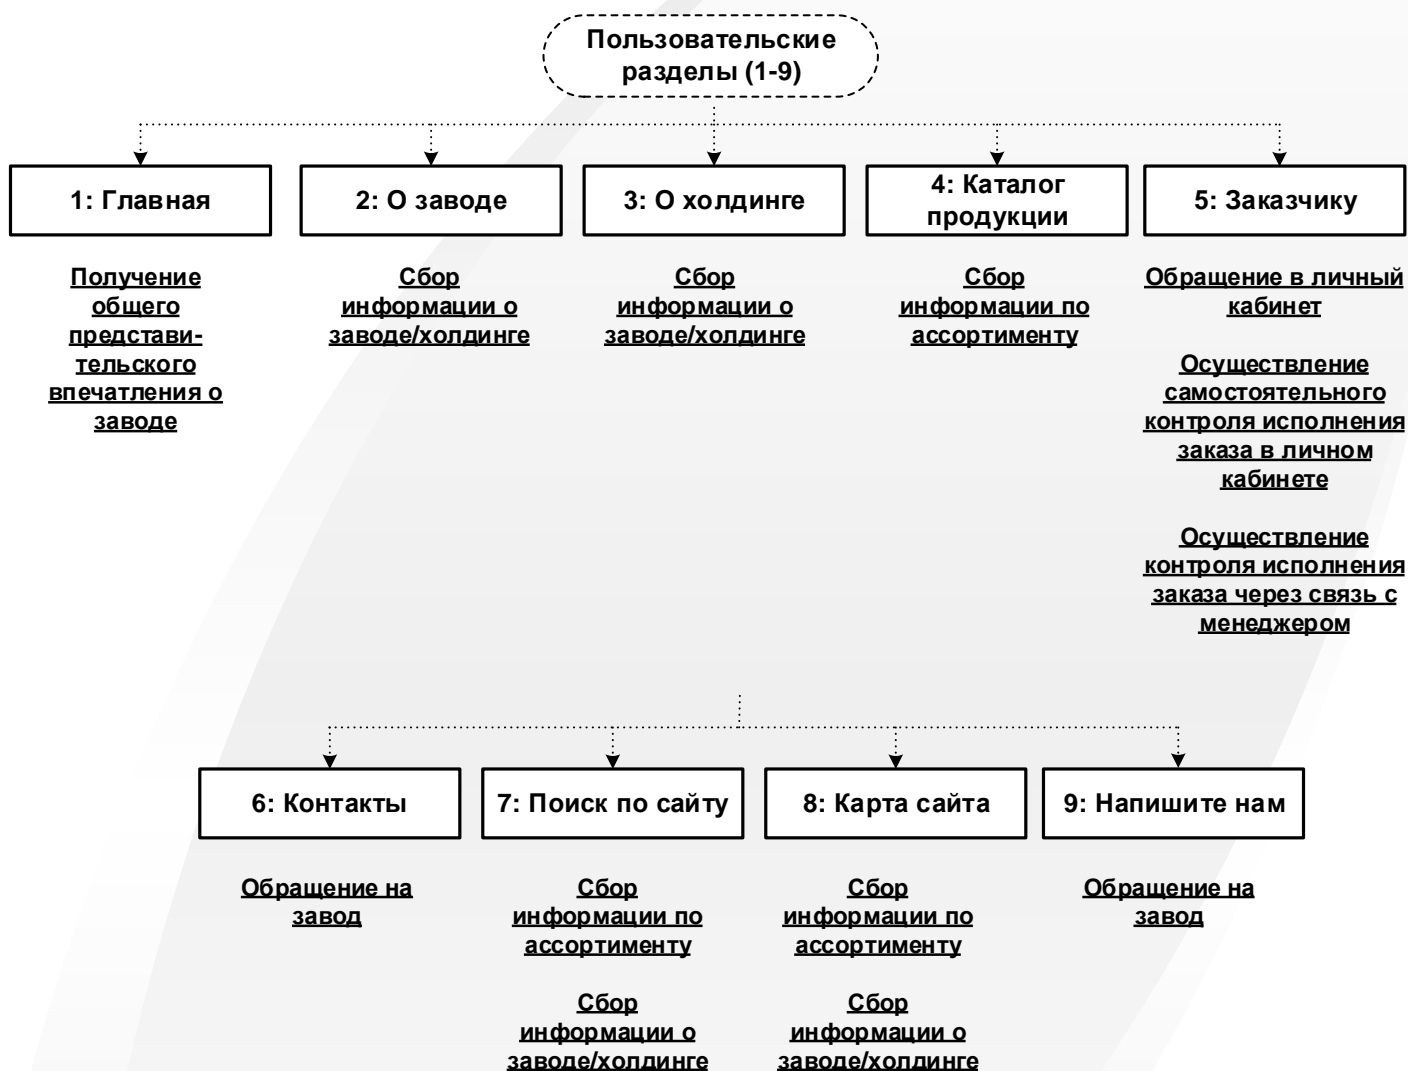 Пользовательские
разделы (1-9)
1: Главная
2: О заводе
3: О холдинге
4: Каталог
продукции
5: Заказчику
Получение
общего
представи-
тельского
впечатления о
заводе
Сбор
информации о
заводе/холдинге
Сбор
информации о
заводе/холдинге
Сбор
информации по
ассортименту
Обращение в личный
кабинет
Осуществление
самостоятельного
контроля исполнения
заказа в личном
кабинете
Осуществление
контроля исполнения
заказа через связь с
менеджером
6: Контакты
7: Поиск по сайту
8: Карта сайта
9: Напишите нам
Обращение на
завод
Сбор
информации по
ассортименту
Сбор
информации о
заводе/холдинге
Сбор
информации по
ассортименту
Сбор
информации о
заводе/холдинге
Обращение на
завод